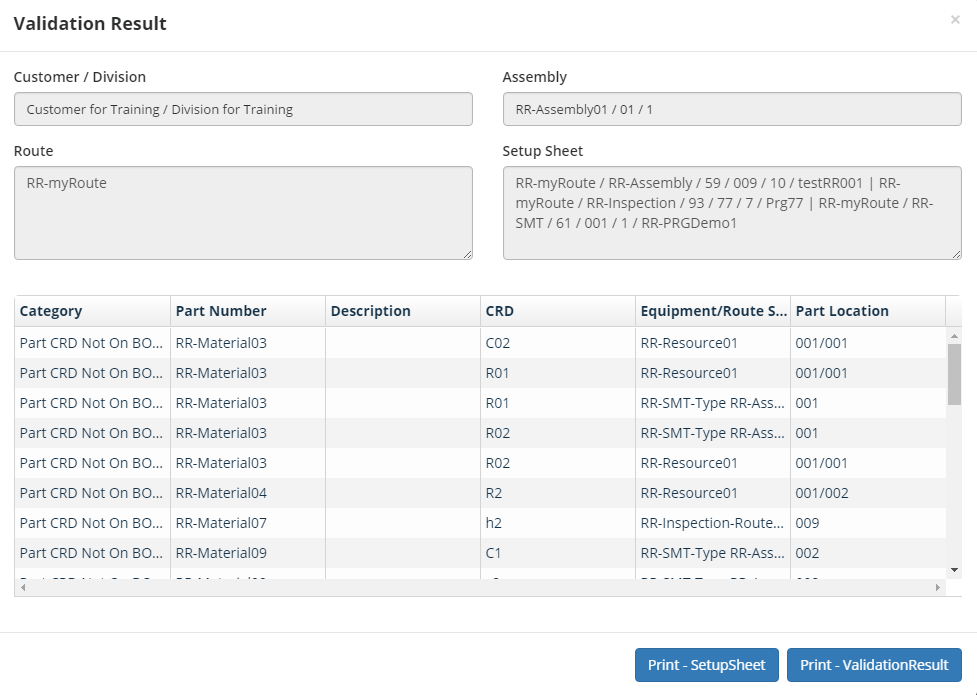 Validation Result
×
Customer / Division
Assembly
Customer for Training / Division for Training
RR-Assembly01 / 01 / 1
Route
Setup Sheet
RR-myRoute
RR-myRoute / RR-Assembly / 59 / 009 / 10 / testRR001 | RR-
myRoute / RR-Inspection / 93 / 77 / 7 / Prg77 | RR-myRoute / RR-
SMT / 61 / 001 / 1 / RR-PRGDemo1
Category Part Number Description CRD Equipment/Route S... Part Location
Part CRD Not On BO... RR-Material03 C02 RR-Resource01 001/001
Part CRD Not On BO... RR-Material03 R01 RR-Resource01 001/001
Part CRD Not On BO... RR-Material03 R01 RR-SMT-Type RR-Ass... 001
Part CRD Not On BO... RR-Material03 R02 RR-SMT-Type RR-Ass... 001
Part CRD Not On BO... RR-Material03 R02 RR-Resource01 001/001
Part CRD Not On BO... RR-Material04 R2 RR-Resource01 001/002
Part CRD Not On BO... RR-Material07 h2 RR-Inspection-Route... 009
Part CRD Not On BO... RR-Material09 C1 RR-SMT-Type RR-Ass... 002
Print - SetupSheet
Print - ValidationResult